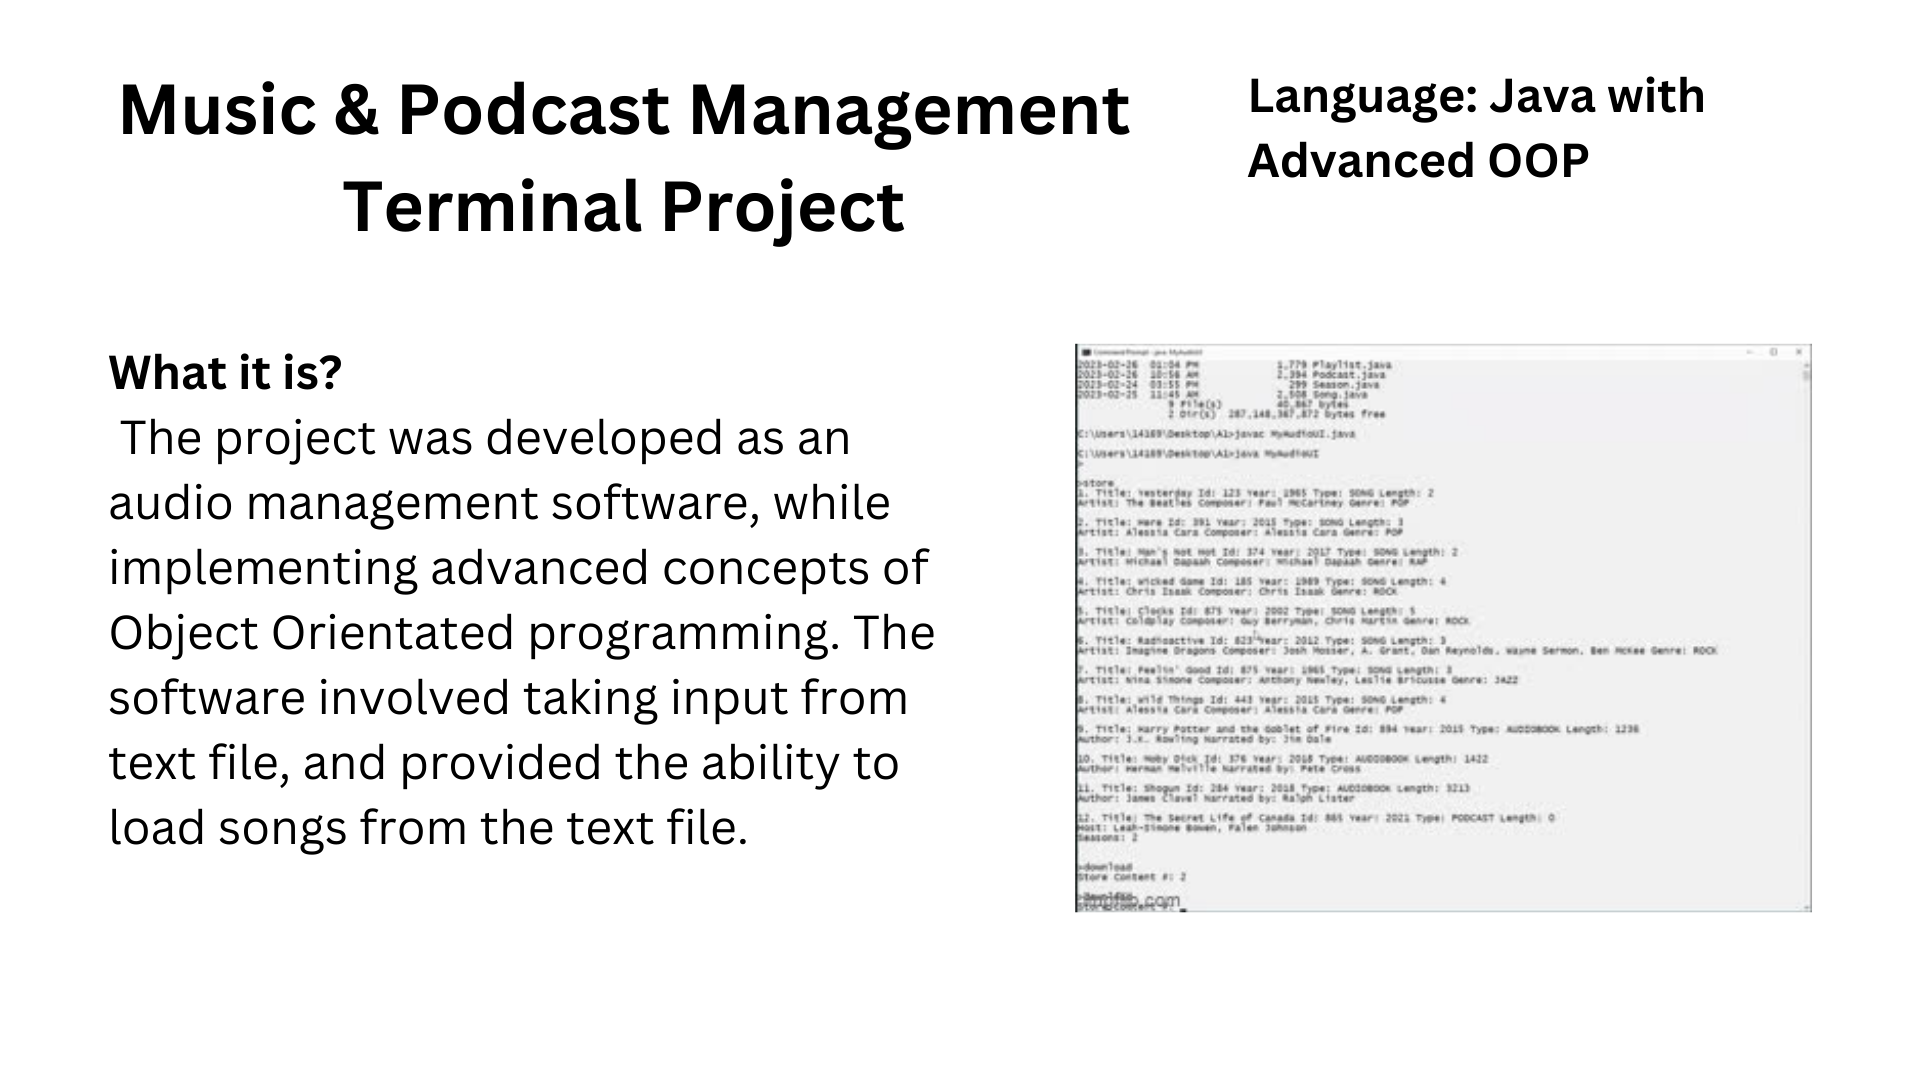 Music & Podcast Management
Terminal Project
Language: Java with
Advanced OOP
What it is?
The project was developed as an
audio management software, while
implementing advanced concepts of
Object Orientated programming. The
software involved taking input from
text file, and provided the ability to
load songs from the text file.
Command Prompt - java MyAudioUI
2023-02-26 01:04 PM 1,779 Playlist.java
2023-02-26 10:56 AM 2,394 Podcast.java
2023-02-24 03:55 PM 299 Season.java
2023-02-25 11:45 AM 2,508 Song.java
9 File(s) 40,867 bytes
2 Dir(s) 287,148,367,872 bytes free
C:\Users\14169\Desktop\A1>javac MyAudioUI.java
C:\Users\14169\Desktop\A1>java MyAudioUI
>
>store
1. Title: Yesterday Id: 123 Year: 1965 Type: SONG Length: 2
Artist: The Beatles Composer: Paul McCartney Genre: POP
2. Title: Here Id: 391 Year: 2015 Type: SONG Length: 3
Artist: Alessia Cara Composer: Alessia Cara Genre: POP
3. Title: Man's Not Hot Id: 374 Year: 2017 Type: SONG Length: 2
Artist: Michael Dapaah Composer: Michael Dapaah Genre: RAP
4. Title: Wicked Game Id: 185 Year: 1989 Type: SONG Length: 4
Artist: Chris Isaak Composer: Chris Isaak Genre: ROCK
5. Title: Clocks Id: 875 Year: 2002 Type: SONG Length: 5
Artist: Coldplay Composer: Guy Berryman, Chris Martin Genre: ROCK
6. Title: Radioactive Id: 823 Year: 2012 Type: SONG Length: 3
Artist: Imagine Dragons Composer: Josh Mosser, A. Grant, Dan Reynolds, Wayne Sermon, Ben McKee Genre: ROCK
7. Title: Feelin' Good Id: 875 Year: 1965 Type: SONG Length: 3
Artist: Nina Simone Composer: Anthony Newley, Leslie Bricusse Genre: JAZZ
8. Title: Wild Things Id: 443 Year: 2015 Type: SONG Length: 4
Artist: Alessia Cara Composer: Alessia Cara Genre: POP
9. Title: Harry Potter and the Goblet of Fire Id: 894 Year: 2015 Type: AUDIOBOOK Length: 1236
Author: J.K. Rowling Narrated by: Jim Dale
10. Title: Moby Dick Id: 376 Year: 2018 Type: AUDIOBOOK Length: 1422
Author: Herman Melville Narrated by: Pete Cross
11. Title: Shogun Id: 284 Year: 2018 Type: AUDIOBOOK Length: 3213
Author: James Clavel Narrated by: Ralph Lister
12. Title: The Secret Life of Canada Id: 865 Year: 2021 Type: PODCAST Length: 0
Host: Leah-Simone Bowen, Falen Johnson
Seasons: 2
>download
Store Content #: 2
>download
Store Content #:
imgflip.com